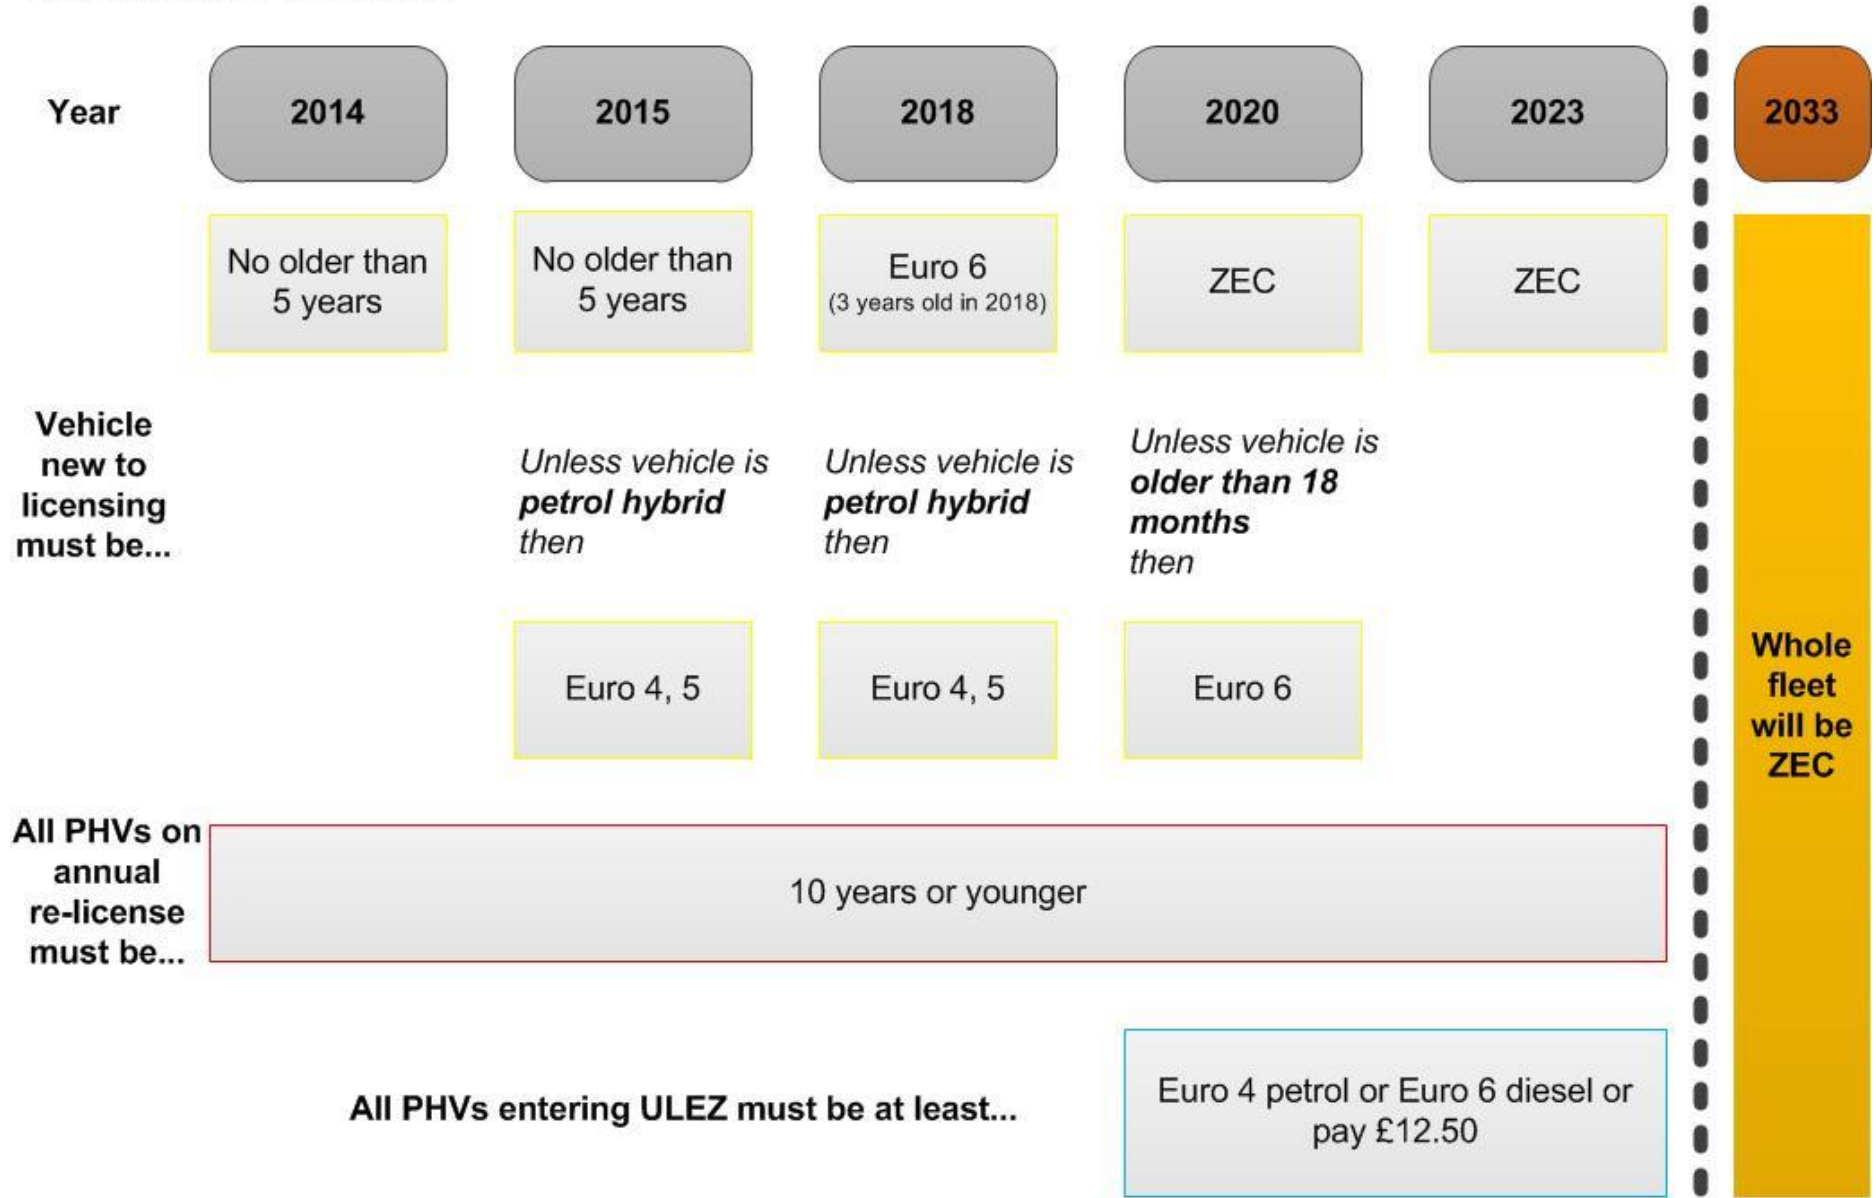 Year
2014
2015
2018
2020
2023
2033
Vehicle
new to
licensing
must be...
No older than
5 years
No older than
5 years
Euro 6
(3 years old in 2018)
ZEC
ZEC
Unless vehicle is
petrol hybrid
then
Unless vehicle is
petrol hybrid
then
Unless vehicle is
older than 18
months
then
Euro 4, 5
Euro 4, 5
Euro 6
All PHVs on
annual
re-license
must be...
10 years or younger
All PHVs entering ULEZ must be at least...
Euro 4 petrol or Euro 6 diesel or
pay £12.50
Whole
fleet
will be
ZEC